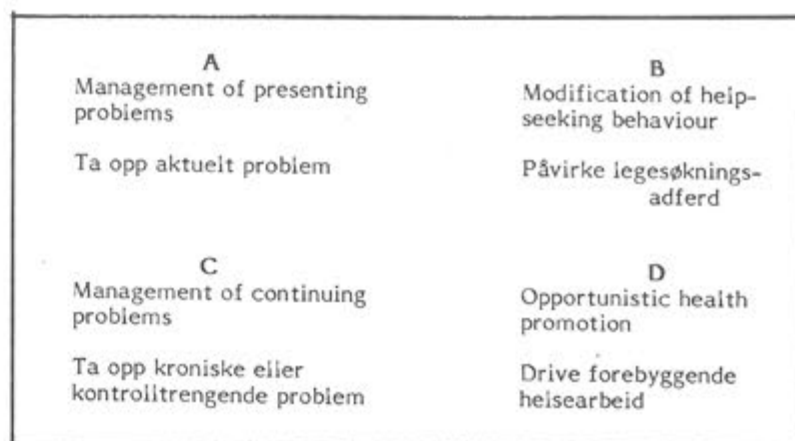 A
Management of presenting
problems
Ta opp aktuelt problem
B
Modification of help-
seeking behaviour
Påvirke legesøknings-
adferd
C
Management of continuing
problems
Ta opp kroniske eller
kontrolltrengende problem
D
Opportunistic health
promotion
Drive forebyggende
helsearbeid